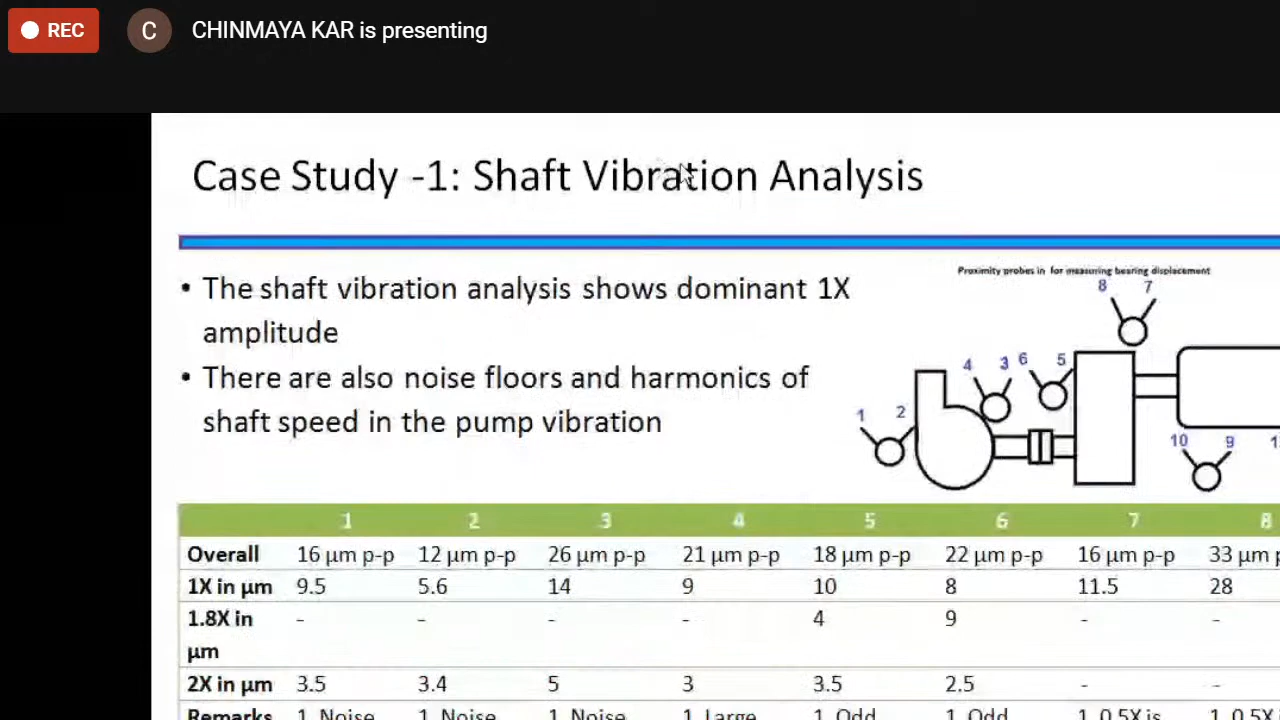 REC
C
CHINMAYA KAR is presenting
Case Study -1: Shaft Vibration Analysis
• The shaft vibration analysis shows dominant 1X
amplitude
• There are also noise floors and harmonics of
shaft speed in the pump vibration
Proximity probes in for measuring bearing displacement
8 7
4 3 6 5
1 2
10 9 1
1 2 3 4 5 6 7 8
Overall 16 µm p-p 12 µm p-p 26 µm p-p 21 µm p-p 18 µm p-p 22 µm p-p 16 µm p-p 33 µm p
1X in µm 9.5 5.6 14 9 10 8 11.5 28
1.8X in - - - - 4 9 - -
µm
2X in µm 3.5 3.4 5 3 3.5 2.5 - -
Remarks 1. Noise 1. Noise 1. Noise 1. Large 1. Odd 1. Odd 1. 0.5X is 1. 0.5X